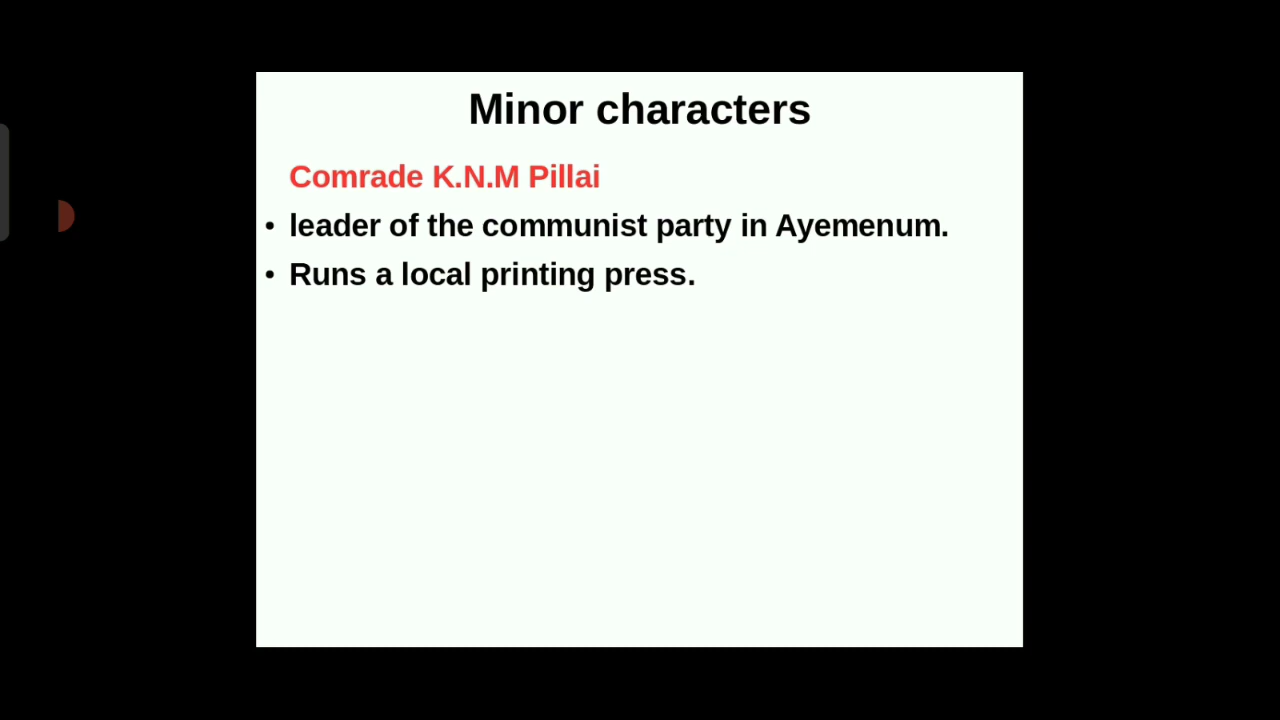 Minor characters
Comrade K.N.M Pillai
• leader of the communist party in Ayemenum.
• Runs a local printing press.